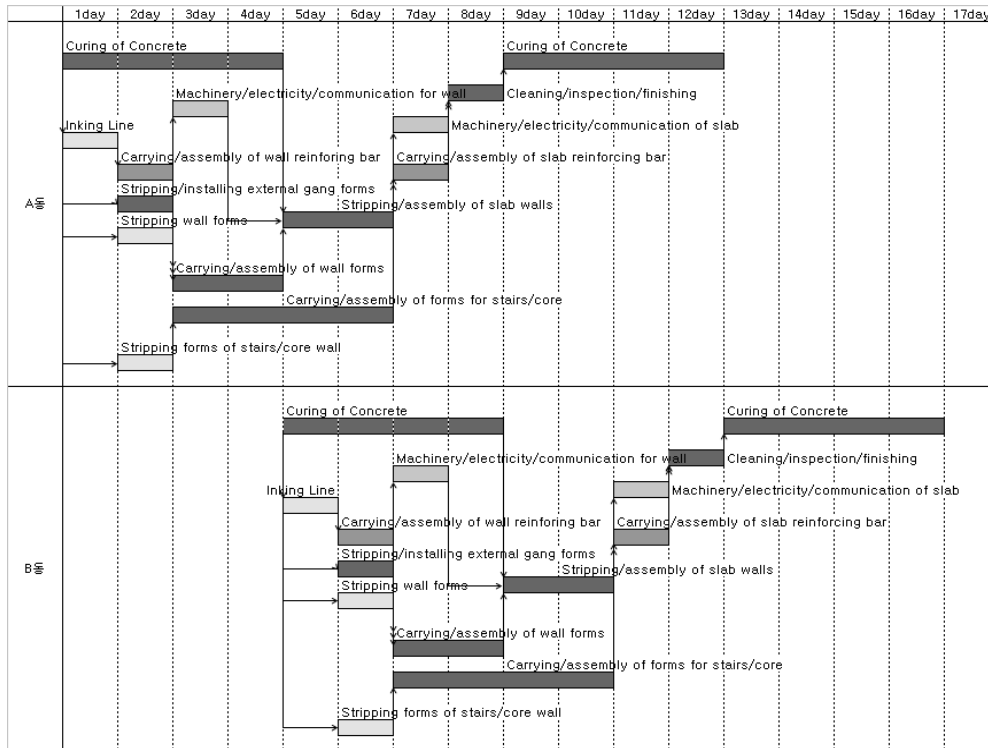 1day 2day 3day 4day 5day 6day 7day 8day 9day 10day 11day 12day 13day 14day 15day 16day 17day
Curing of Concrete Curing of Concrete
Machinery/electricity/communication for wall Cleaning/inspection/finishing
Inking Line Machinery/electricity/communication of slab
Carrying/assembly of wall reinforing bar Carrying/assembly of slab reinforcing bar
Stripping/installing external gang forms
A동 Stripping/assembly of slab walls
Stripping wall forms
Carrying/assembly of wall forms
Carrying/assembly of forms for stairs/core
Stripping forms of stairs/core wall
Curing of Concrete Curing of Concrete
Machinery/electricity/communication for wall Cleaning/inspection/finishing
Inking Line Machinery/electricity/communication of slab
Carrying/assembly of wall reinforing bar Carrying/assembly of slab reinforcing bar
Stripping/installing external gang forms
B동 Stripping/assembly of slab walls
Stripping wall forms
Carrying/assembly of wall forms
Carrying/assembly of forms for stairs/core
Stripping forms of stairs/core wall